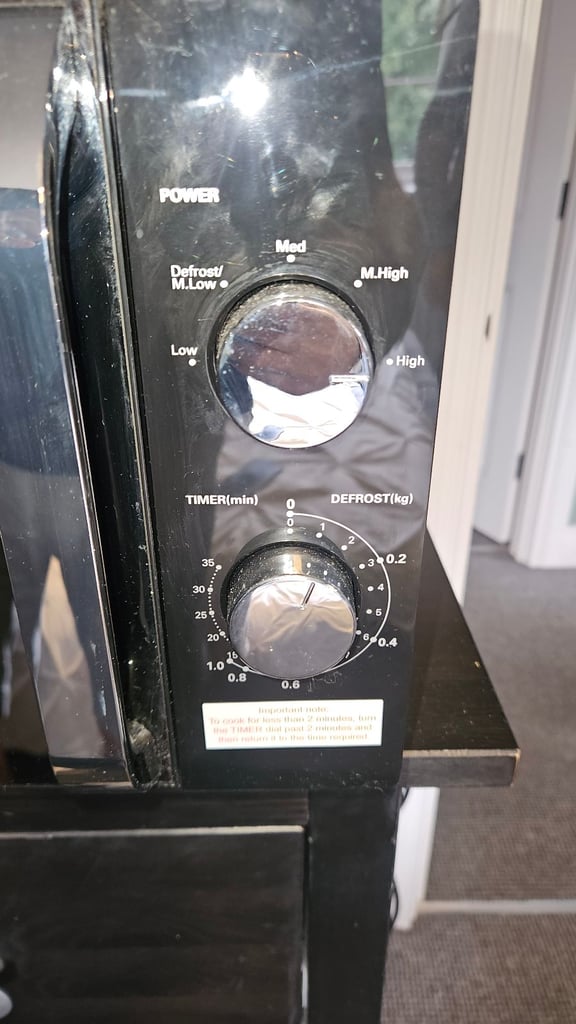 POWER
Med
Defrost/
M.Low
M.High
Low
High
TIMER(min)
0
DEFROST(kg)
0
1
2
35
3
0.2
30
4
25
5
20
6
0.4
15
1.0
0.8
0.6
Important note:
To cook for less than 2 minutes, turn
the TIMER dial past 2 minutes and
then return it to the time required